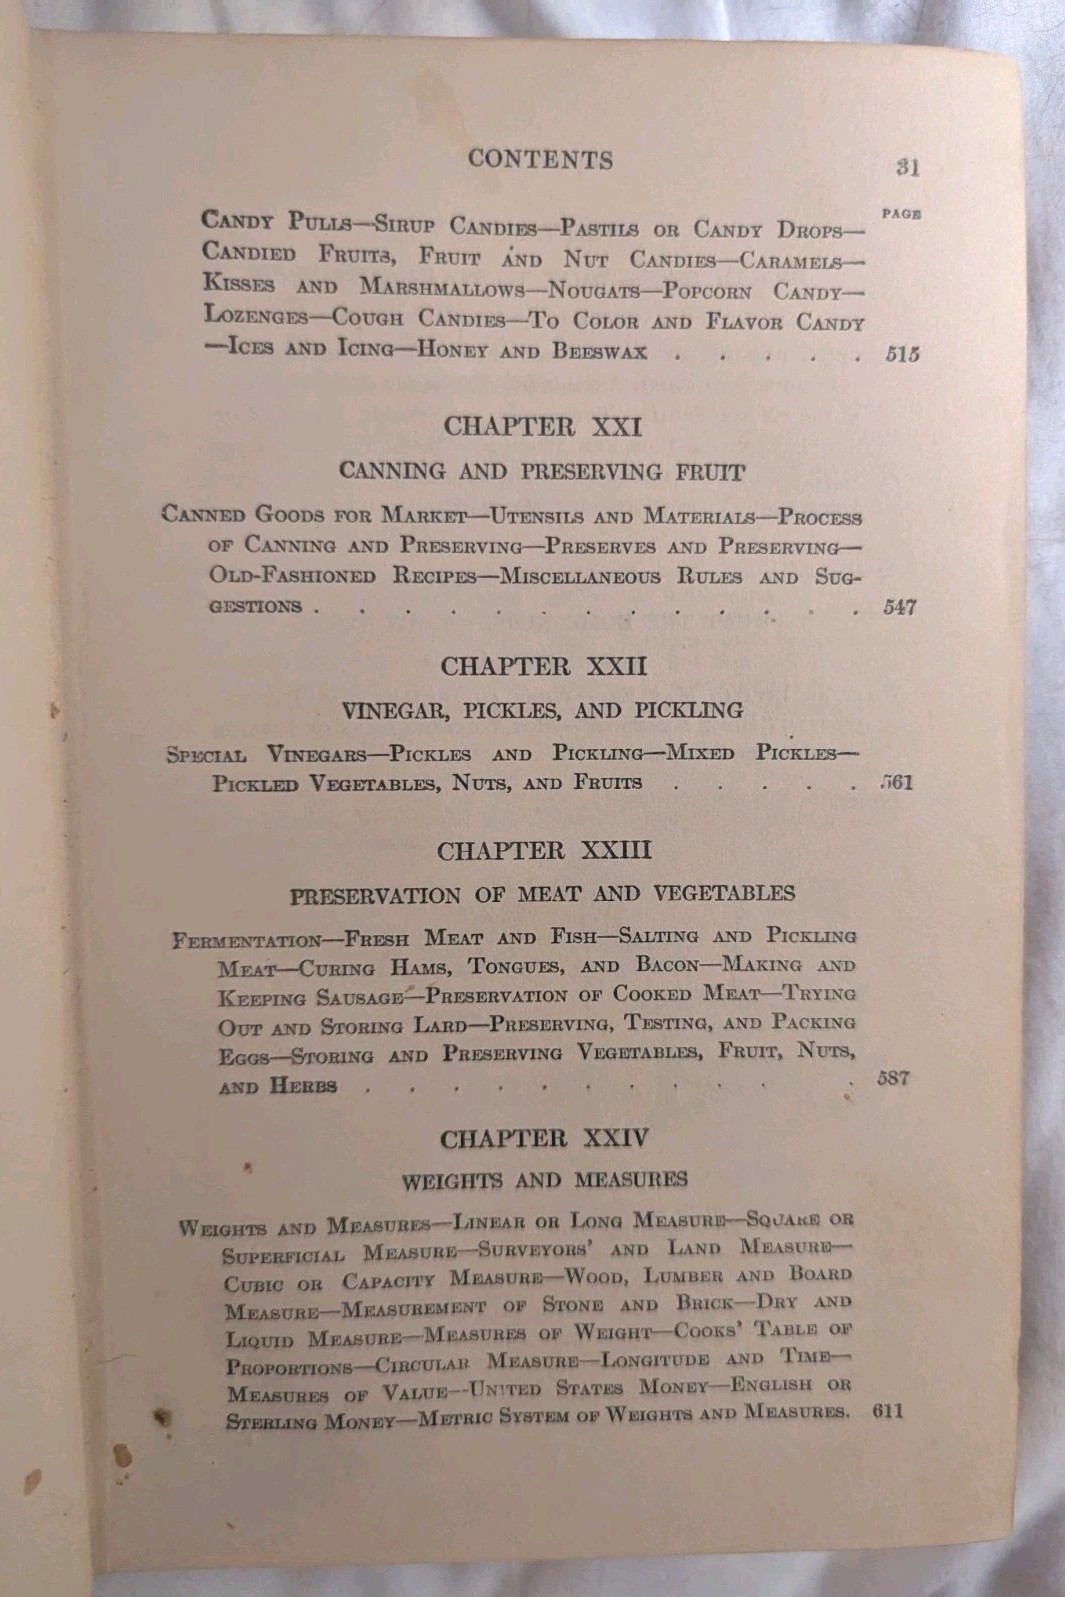 CONTENTS 31
PAGE
CANDY PULLS—SIRUP CANDIES—PASTILS OR CANDY DROPS—
CANDIED FRUITS, FRUIT AND NUT CANDIES—CARAMELS—
KISSES AND MARSHMALLOWS—NOUGATS—POPCORN CANDY—
LOZENGES—COUGH CANDIES—TO COLOR AND FLAVOR CANDY
—ICES AND ICING—HONEY AND BEESWAX . . . . . 515
CHAPTER XXI
CANNING AND PRESERVING FRUIT
CANNED GOODS FOR MARKET—UTENSILS AND MATERIALS—PROCESS
OF CANNING AND PRESERVING—PRESERVES AND PRESERVING—
OLD-FASHIONED RECIPES—MISCELLANEOUS RULES AND SUG-
GESTIONS . . . . . . . . . . . . . 547
CHAPTER XXII
VINEGAR, PICKLES, AND PICKLING
SPECIAL VINEGARS—PICKLES AND PICKLING—MIXED PICKLES—
PICKLED VEGETABLES, NUTS, AND FRUITS . . . . . 561
CHAPTER XXIII
PRESERVATION OF MEAT AND VEGETABLES
FERMENTATION—FRESH MEAT AND FISH—SALTING AND PICKLING
MEAT—CURING HAMS, TONGUES, AND BACON—MAKING AND
KEEPING SAUSAGE—PRESERVATION OF COOKED MEAT—TRYING
OUT AND STORING LARD—PRESERVING, TESTING, AND PACKING
EGGS—STORING AND PRESERVING VEGETABLES, FRUIT, NUTS,
AND HERBS . . . . . . . . . . . 587
CHAPTER XXIV
WEIGHTS AND MEASURES
WEIGHTS AND MEASURES—LINEAR OR LONG MEASURE—SQUARE OR
SUPERFICIAL MEASURE—SURVEYORS' AND LAND MEASURE—
CUBIC OR CAPACITY MEASURE—WOOD, LUMBER AND BOARD
MEASURE—MEASUREMENT OF STONE AND BRICK—DRY AND
LIQUID MEASURE—MEASURES OF WEIGHT—COOKS' TABLE OF
PROPORTIONS—CIRCULAR MEASURE—LONGITUDE AND TIME—
MEASURES OF VALUE—UNITED STATES MONEY—ENGLISH OR
STERLING MONEY—METRIC SYSTEM OF WEIGHTS AND MEASURES. 611